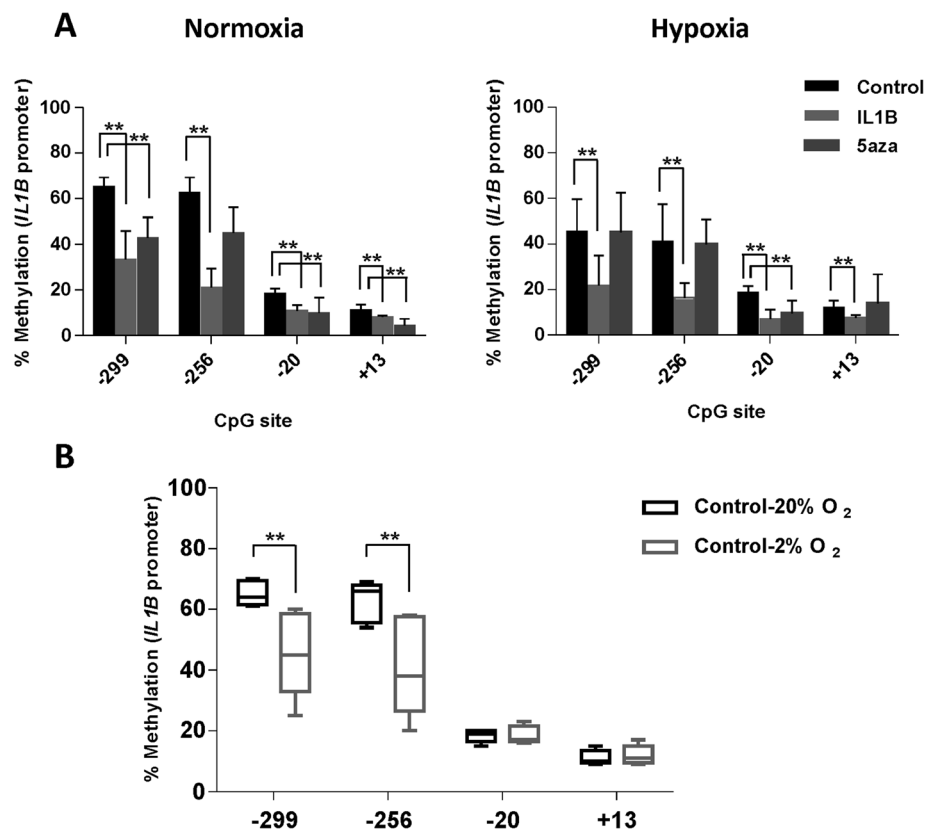 A
Normoxia
Hypoxia
% Methylation (IL1B promoter)
100
80
60
40
20
0
** ** ** ** ** ** **
-299 -256 -20 +13
CpG site
% Methylation (IL1B promoter)
100
80
60
40
20
0
** ** ** ** **
-299 -256 -20 +13
CpG site
Control
IL1B
5aza
B
% Methylation (IL1B promoter)
100
80
60
40
20
0
** **
-299 -256 -20 +13
Control-20% O 2
Control-2% O 2